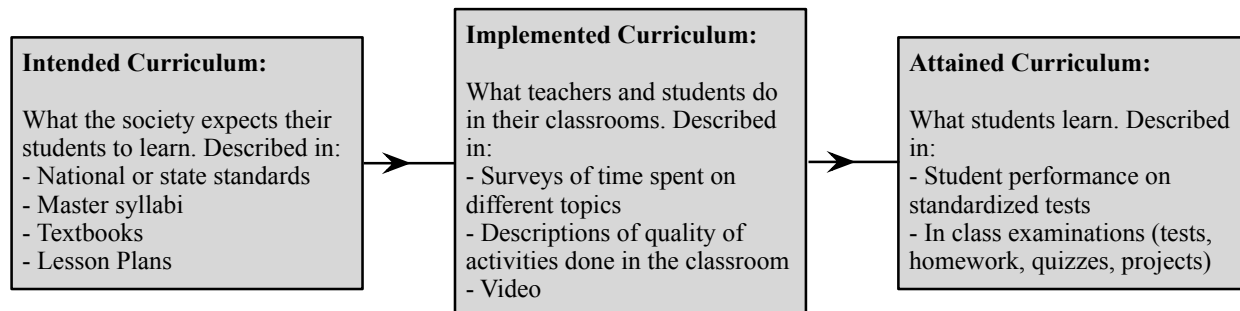 Intended Curriculum:
What the society expects their
students to learn. Described in:
- National or state standards
- Master syllabi
- Textbooks
- Lesson Plans
Implemented Curriculum:
What teachers and students do
in their classrooms. Described
in:
- Surveys of time spent on
different topics
- Descriptions of quality of
activities done in the classroom
- Video
Attained Curriculum:
What students learn. Described
in:
- Student performance on
standardized tests
- In class examinations (tests,
homework, quizzes, projects)